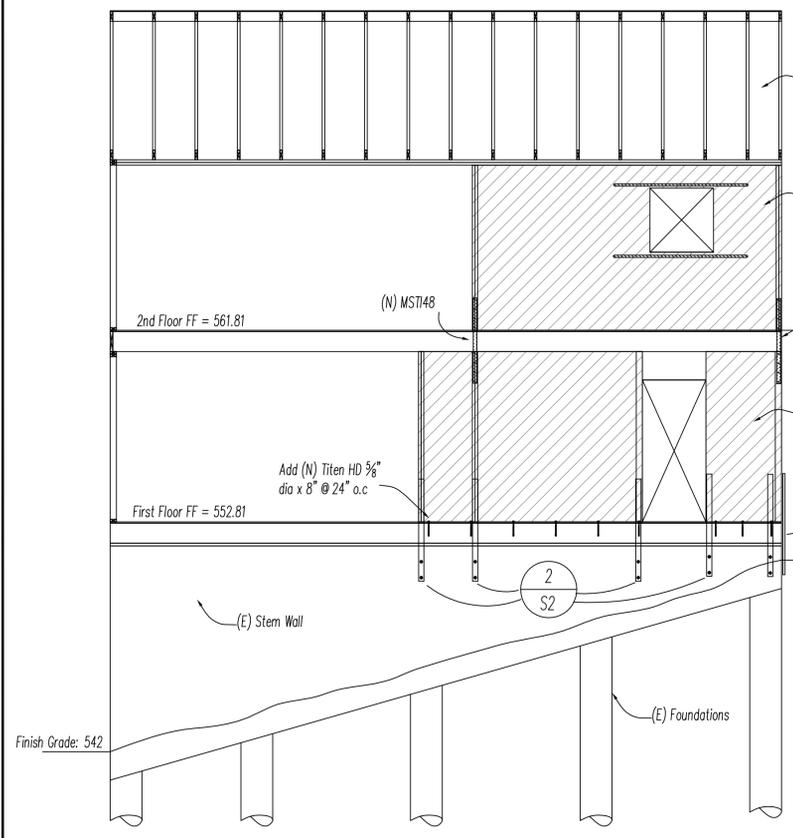 (N) MSTI48
2nd Floor FF = 561.81
Add (N) Titen HD 5/8"
dia x 8" @ 24" o.c
First Floor FF = 552.81
2
S2
(E) Stem Wall
(E) Foundations
Finish Grade: 542